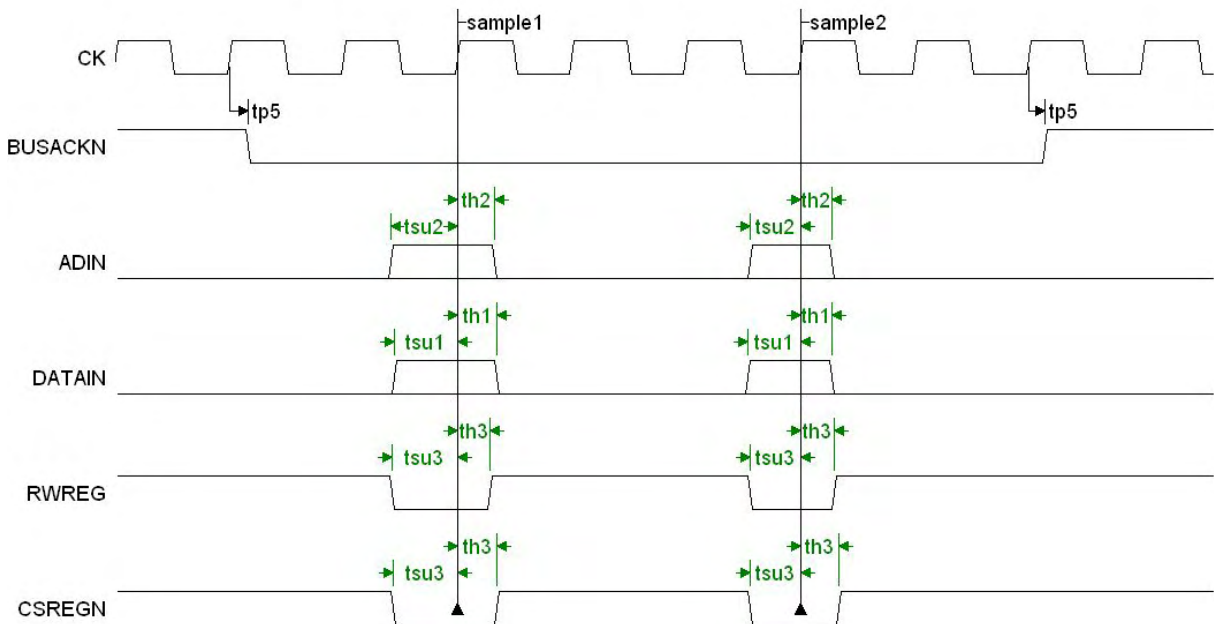 sample1 sample2
CK
tp5 tp5
BUSACKN
th2 th2
tsu2 tsu2
ADIN
th1 th1
tsu1 tsu1
DATAIN
th3 th3
tsu3 tsu3
RWREG
th3 th3
tsu3 tsu3
CSREGN